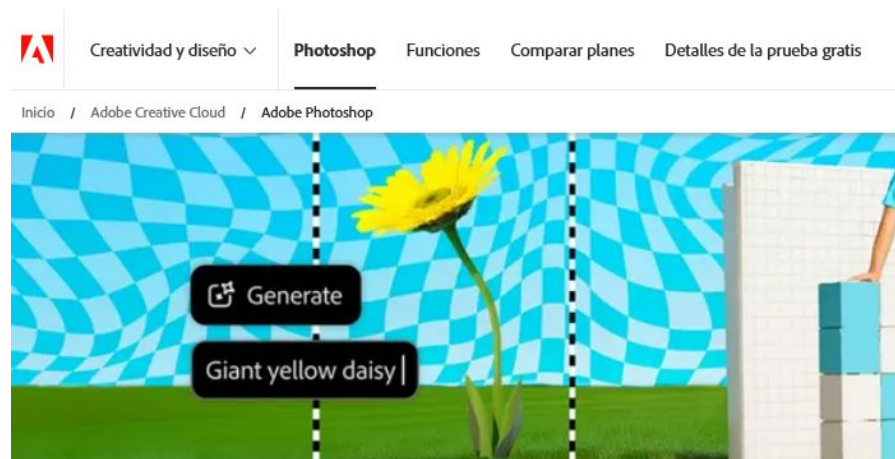 Creatividad y diseño Photoshop Funciones Comparar planes Detalles de la prueba gratis
Inicio / Adobe Creative Cloud / Adobe Photoshop
Generate
Giant yellow daisy